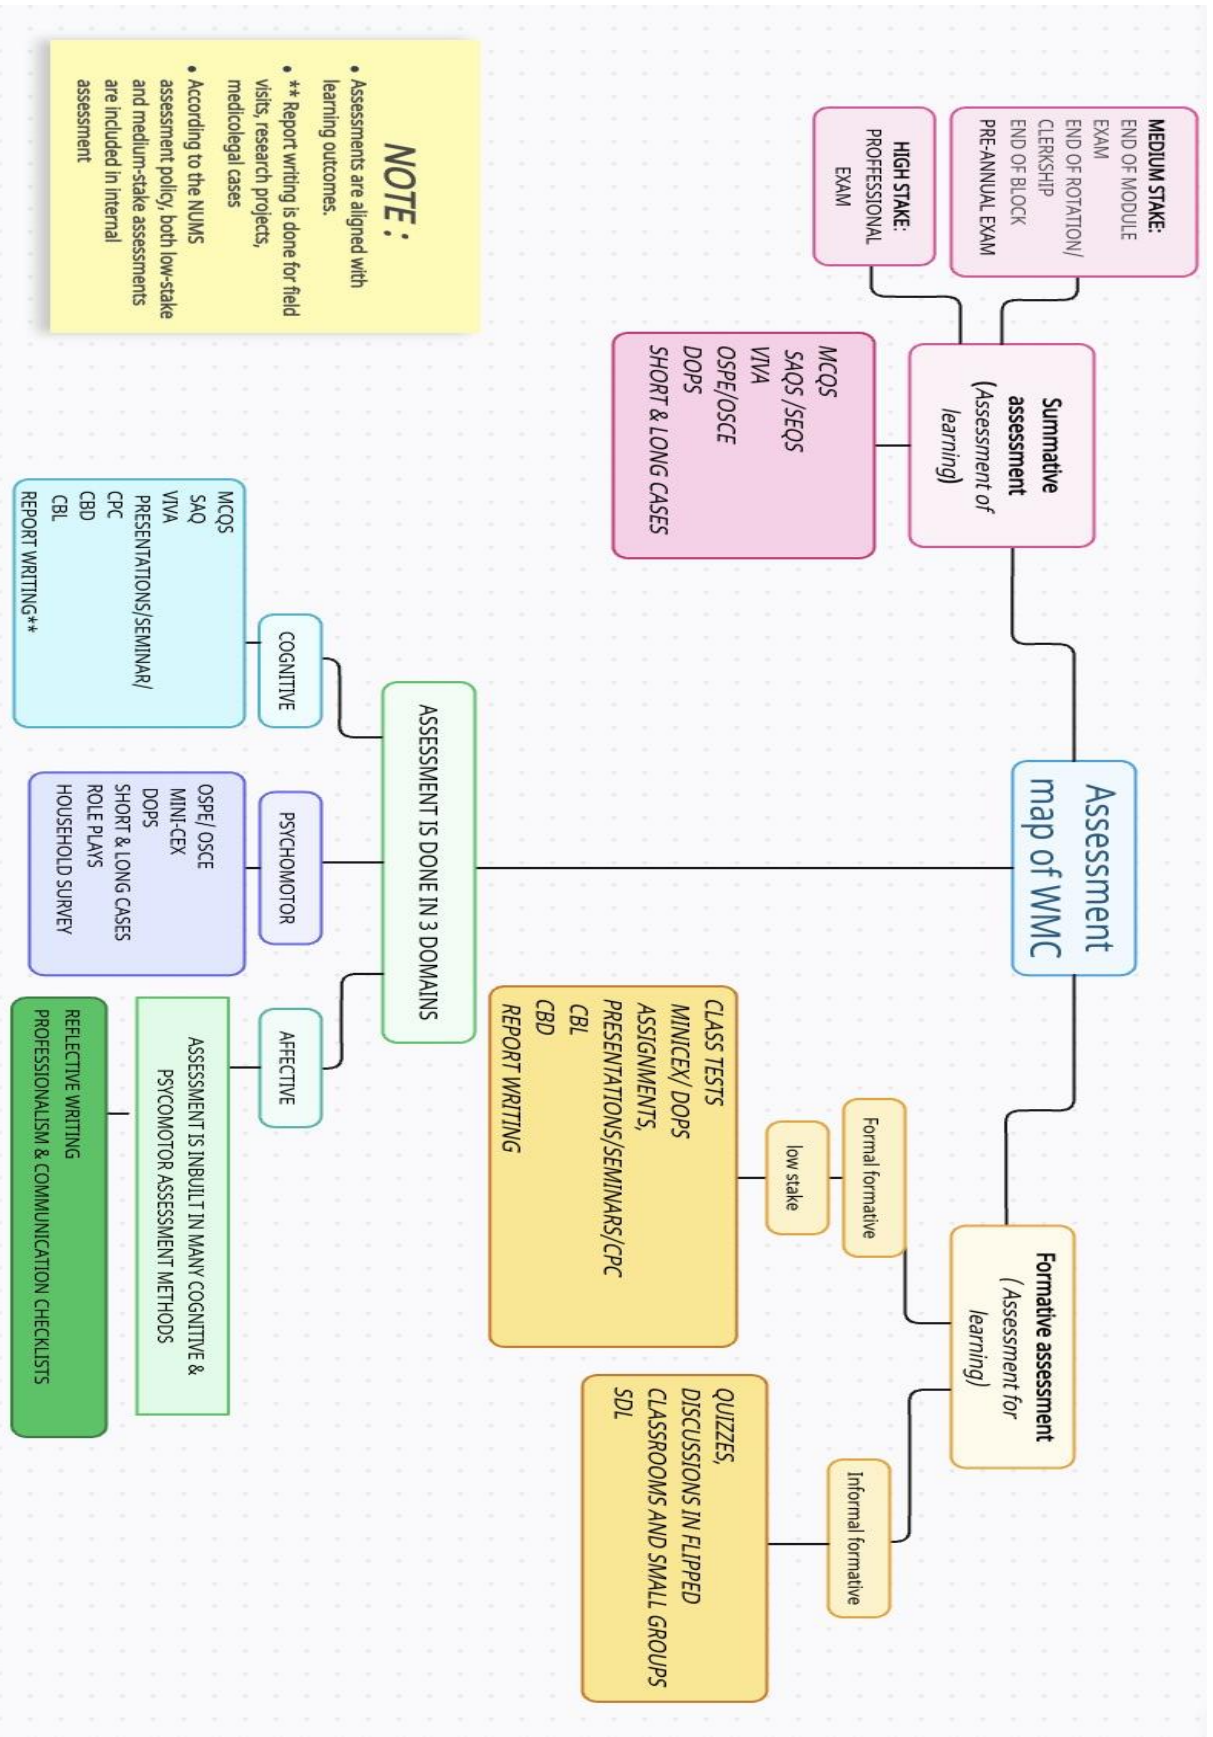 Assessment
map of WMC
Summative
assessment
(Assessment of
learning)
MEDIUM STAKE:
END OF MODULE
EXAM
END OF ROTATION/
CLERKSHIP
END OF BLOCK
PRE-ANNUAL EXAM
HIGH STAKE:
PROFFESSIONAL
EXAM
MCQS
SAQS /SEQS
VIVA
OSPE/OSCE
DOPS
SHORT & LONG CASES
Formative assessment
(Assessment for
learning)
Formal formative
low stake
CLASS TESTS
MINICEX/ DOPS
ASSIGNMENTS,
PRESENTATIONS/SEMINARS/CPC
CBL
CBD
REPORT WRITING
Informal formative
QUIZZES,
DISCUSSIONS IN FLIPPED
CLASSROOMS AND SMALL GROUPS
SDL
ASSESSMENT IS DONE IN 3 DOMAINS
COGNITIVE
MCQS
SAQ
VIVA
PRESENTATIONS/SEMINAR/
CPC
CBD
CBL
REPORT WRITING**
PSYCHOMOTOR
OSPE/ OSCE
MINI-CEX
DOPS
SHORT & LONG CASES
ROLE PLAYS
HOUSEHOLD SURVEY
AFFECTIVE
ASSESSMENT IS INBUILT IN MANY COGNITIVE &
PSYCOMOTOR ASSESSMENT METHODS
REFLECTIVE WRITING
PROFESSIONALISM & COMMUNICATION CHECKLISTS
NOTE :
• Assessments are aligned with
learning outcomes.
• ** Report writing is done for field
visits, research projects,
medicolegal cases
• According to the NUMS
assessment policy, both low-stake
and medium-stake assessments
are included in internal
assessment